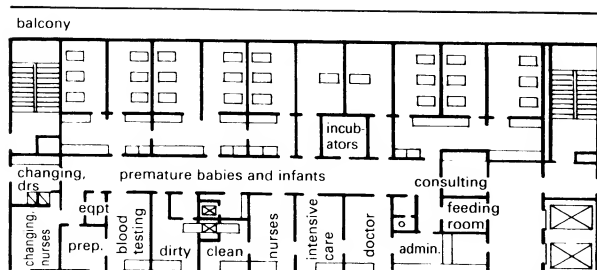 balcony
incub-
ators
changing,
drs
premature babies and infants
consulting
eqpt
feeding
room
changing,
nurses
prep.
blood
testing
dirty
clean
nurses
intensive
care
doctor
admin.